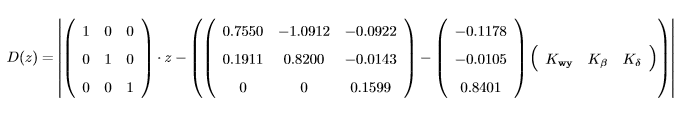 D(z) = |( 1 0 0
0 1 0
0 0 1 ) · z − (( 0.7550 −1.0912 −0.0922
0.1911 0.8200 −0.0143
0 0 0.1599 ) − ( −0.1178
−0.0105
0.8401 ) ( K_wy K_β K_δ ))|